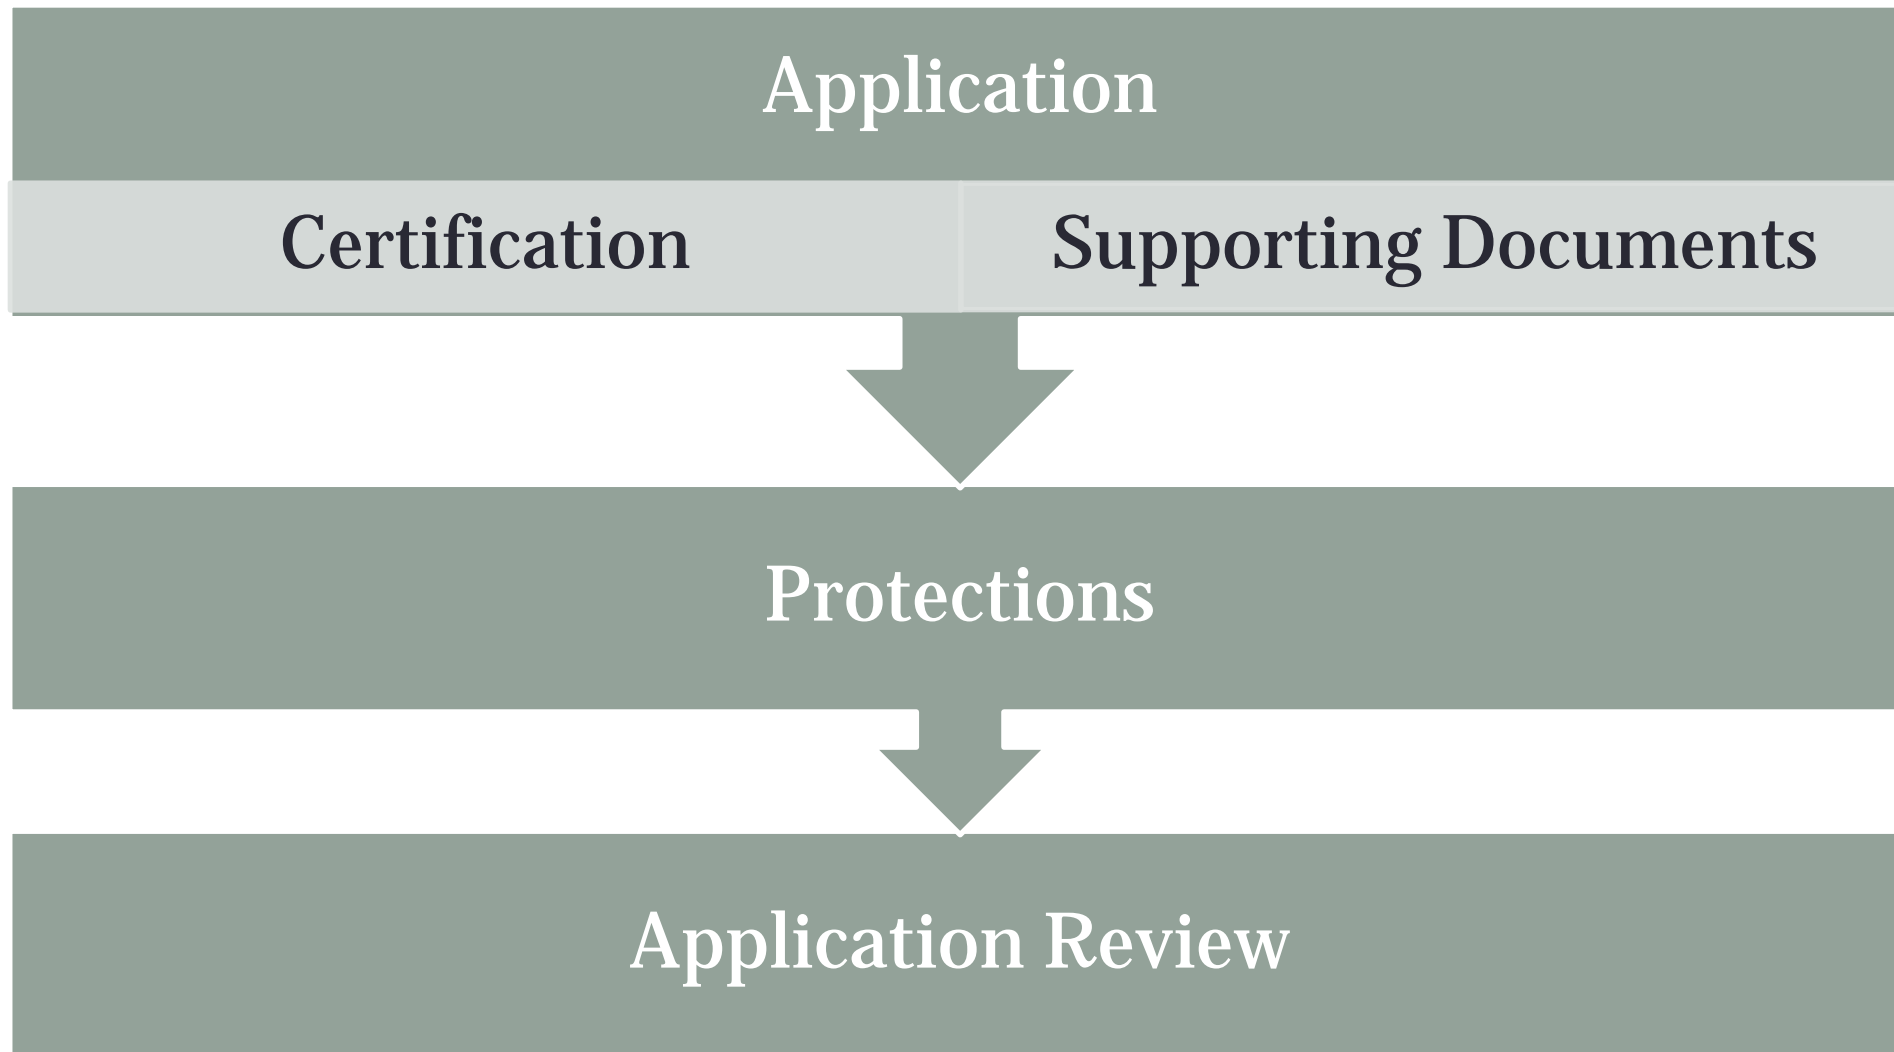 Application
Certification
Supporting Documents
Protections
Application Review